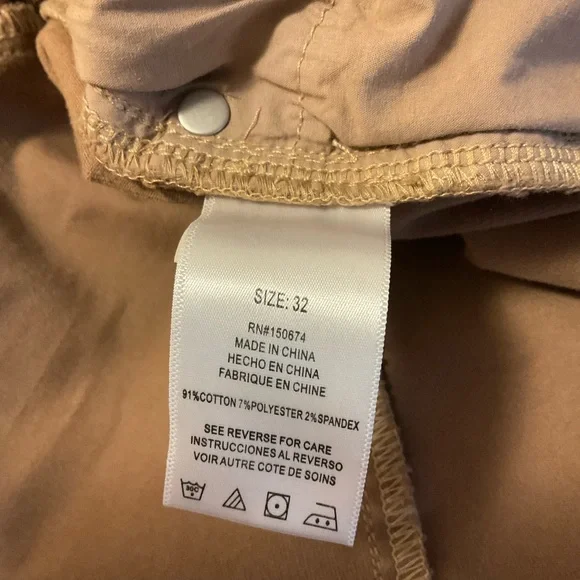 SIZE: 32
RN#150674
MADE IN CHINA
HECHO EN CHINA
FABRIQUE EN CHINE
91%COTTON 7%POLYESTER 2%SPANDEX
SEE REVERSE FOR CARE
INSTRUCCIONES AL REVERSO
VOIR AUTRE COTE DE SOINS
30C